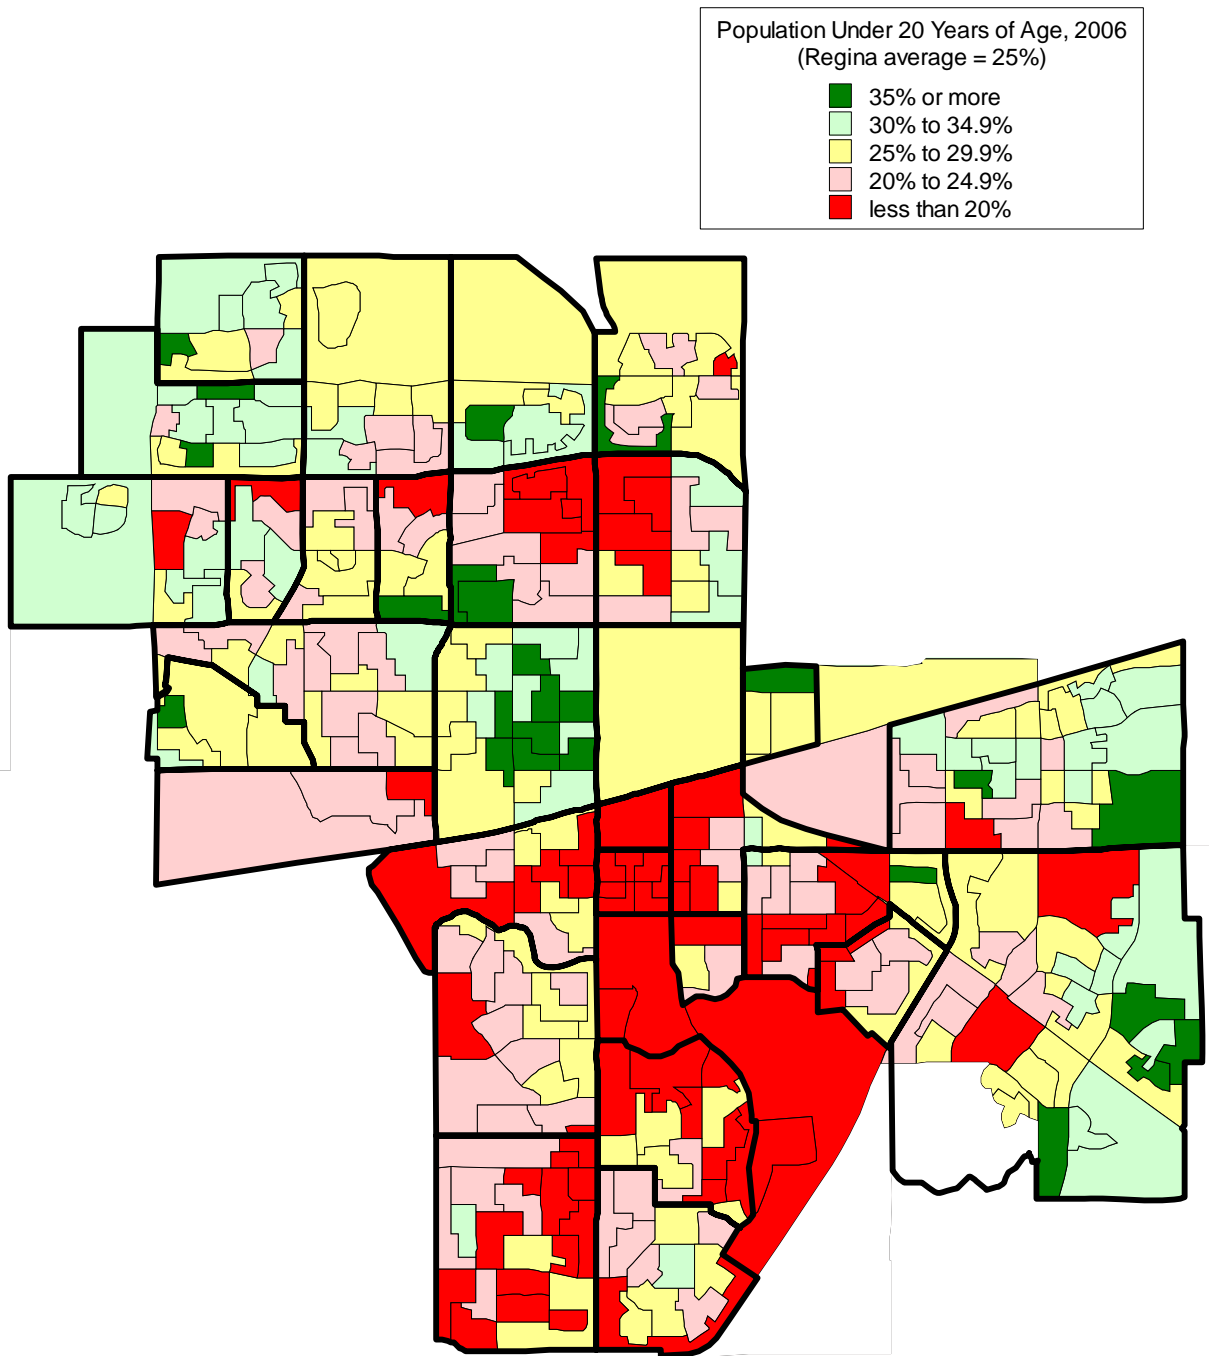 Population Under 20 Years of Age, 2006
(Regina average = 25%)
35% or more
30% to 34.9%
25% to 29.9%
20% to 24.9%
less than 20%